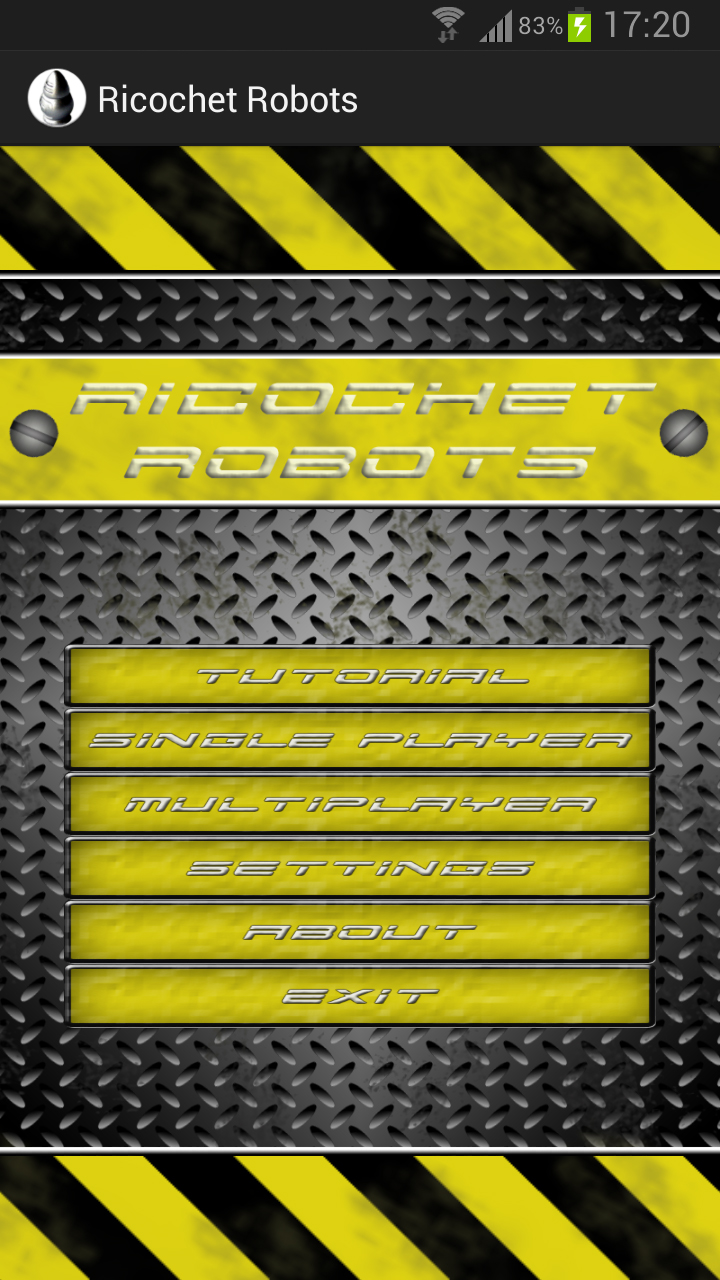 83% 17:20
Ricochet Robots
RiCOCHET
ROBOTS
TUTORiAL
SiNGLE PLAYER
MULTiPLAYER
SETTiNGS
ABOUT
EXiT